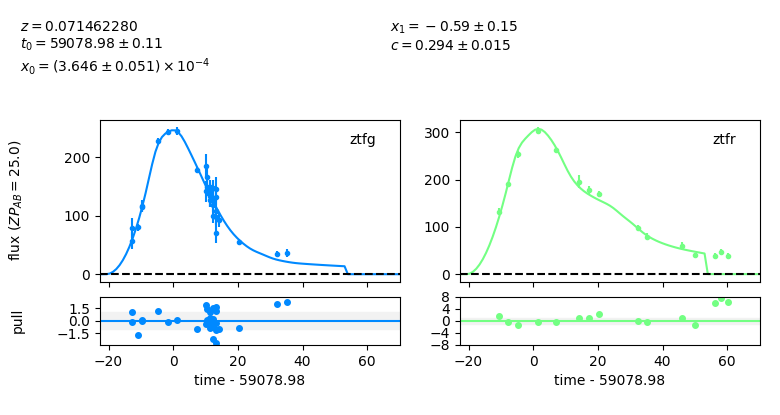 z = 0.071462280
t₀ = 59078.98 ± 0.11
x₀ = (3.646 ± 0.051) × 10⁻⁴
x₁ = −0.59 ± 0.15
c = 0.294 ± 0.015
flux (ZP_AB = 25.0)
200
100
0
ztfg
300
200
100
0
ztfr
pull
1.5
0.0
−1.5
−20 0 20 40 60
time - 59078.98
8
4
0
−4
−8
−20 0 20 40 60
time - 59078.98